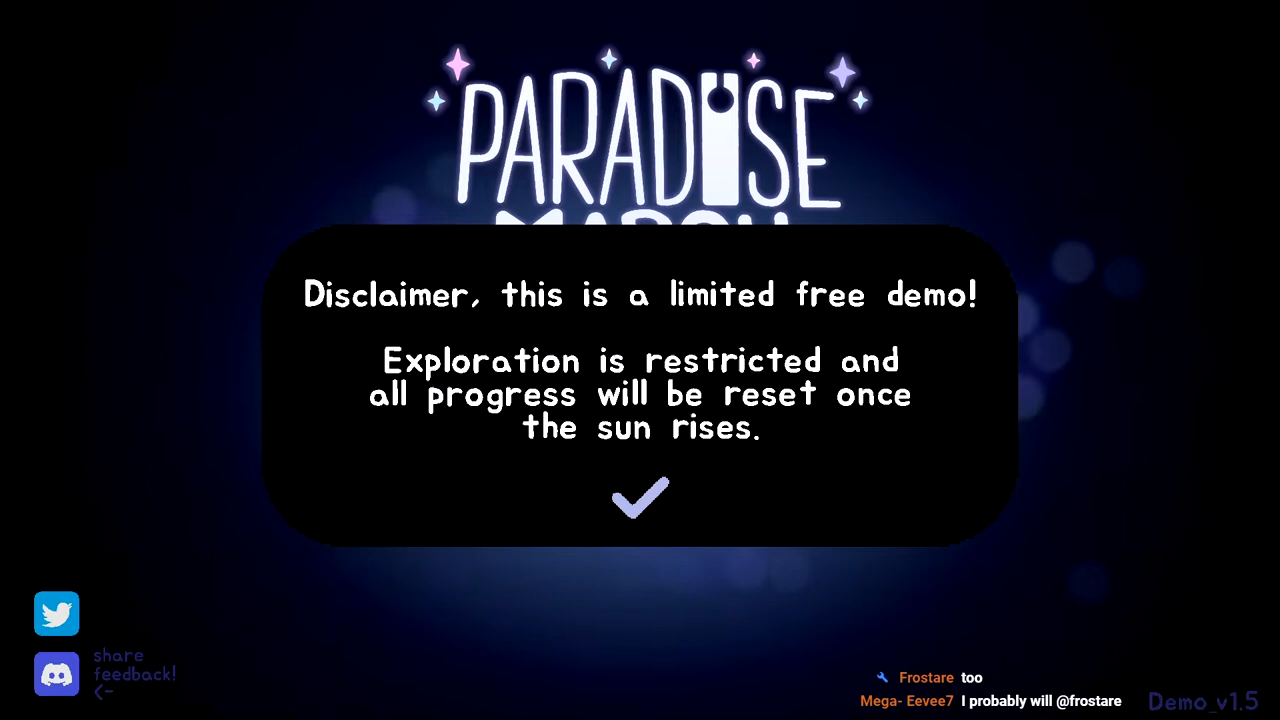 PARADISE
MARCH
Disclaimer, this is a limited free demo!
Exploration is restricted and
all progress will be reset once
the sun rises.
share
feedback!
<-
Frostare too
Mega- Eevee7 I probably will @frostare
Demo_v1.5